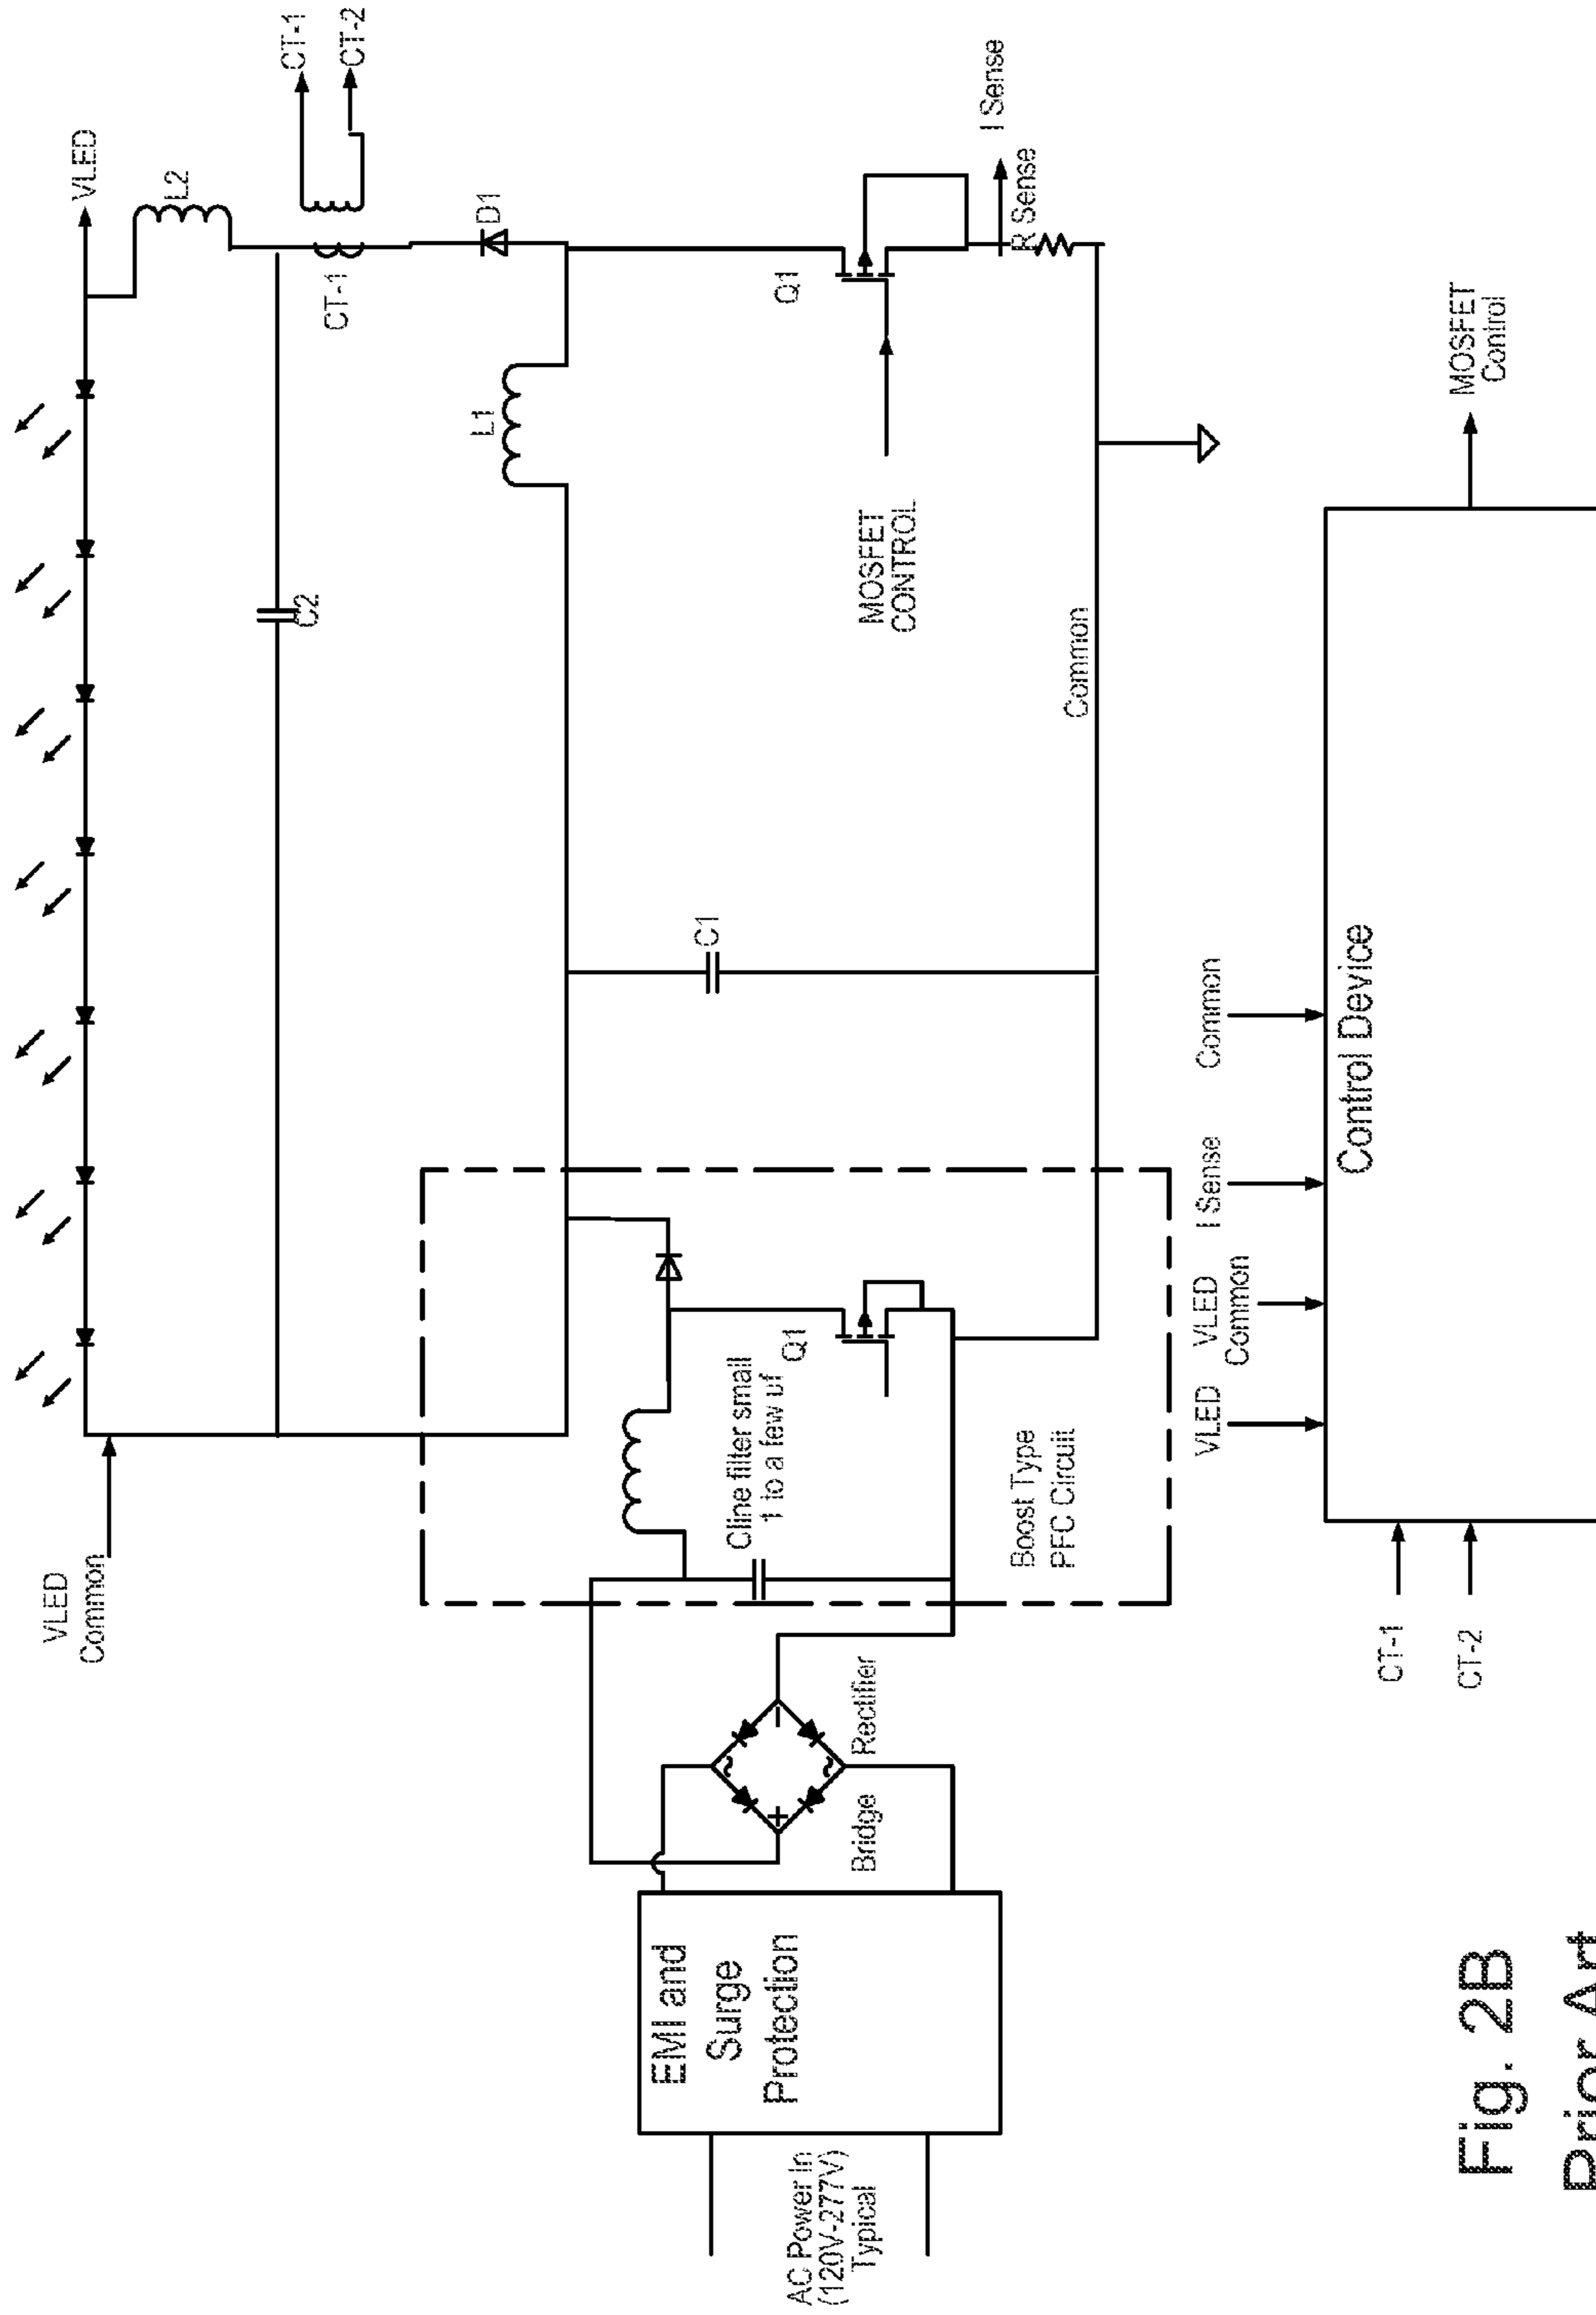 VLED
Common
VLED
L2
CT-1
CT-2
CT-1
C2
D1
L1
Q1
MOSFET
CONTROL
I Sense
R Sense
C1
Common
Cline filter small
1 to a few uf
Q1
Boost Type
PFC Circuit
EMI and
Surge
Protection
AC Power In
(120V-277V)
Typical
Bridge
Rectifier
+
−
~
~
VLED
VLED
Common
I Sense
Common
CT-1
CT-2
Control Device
MOSFET
Control
Fig. 2B
Prior Art